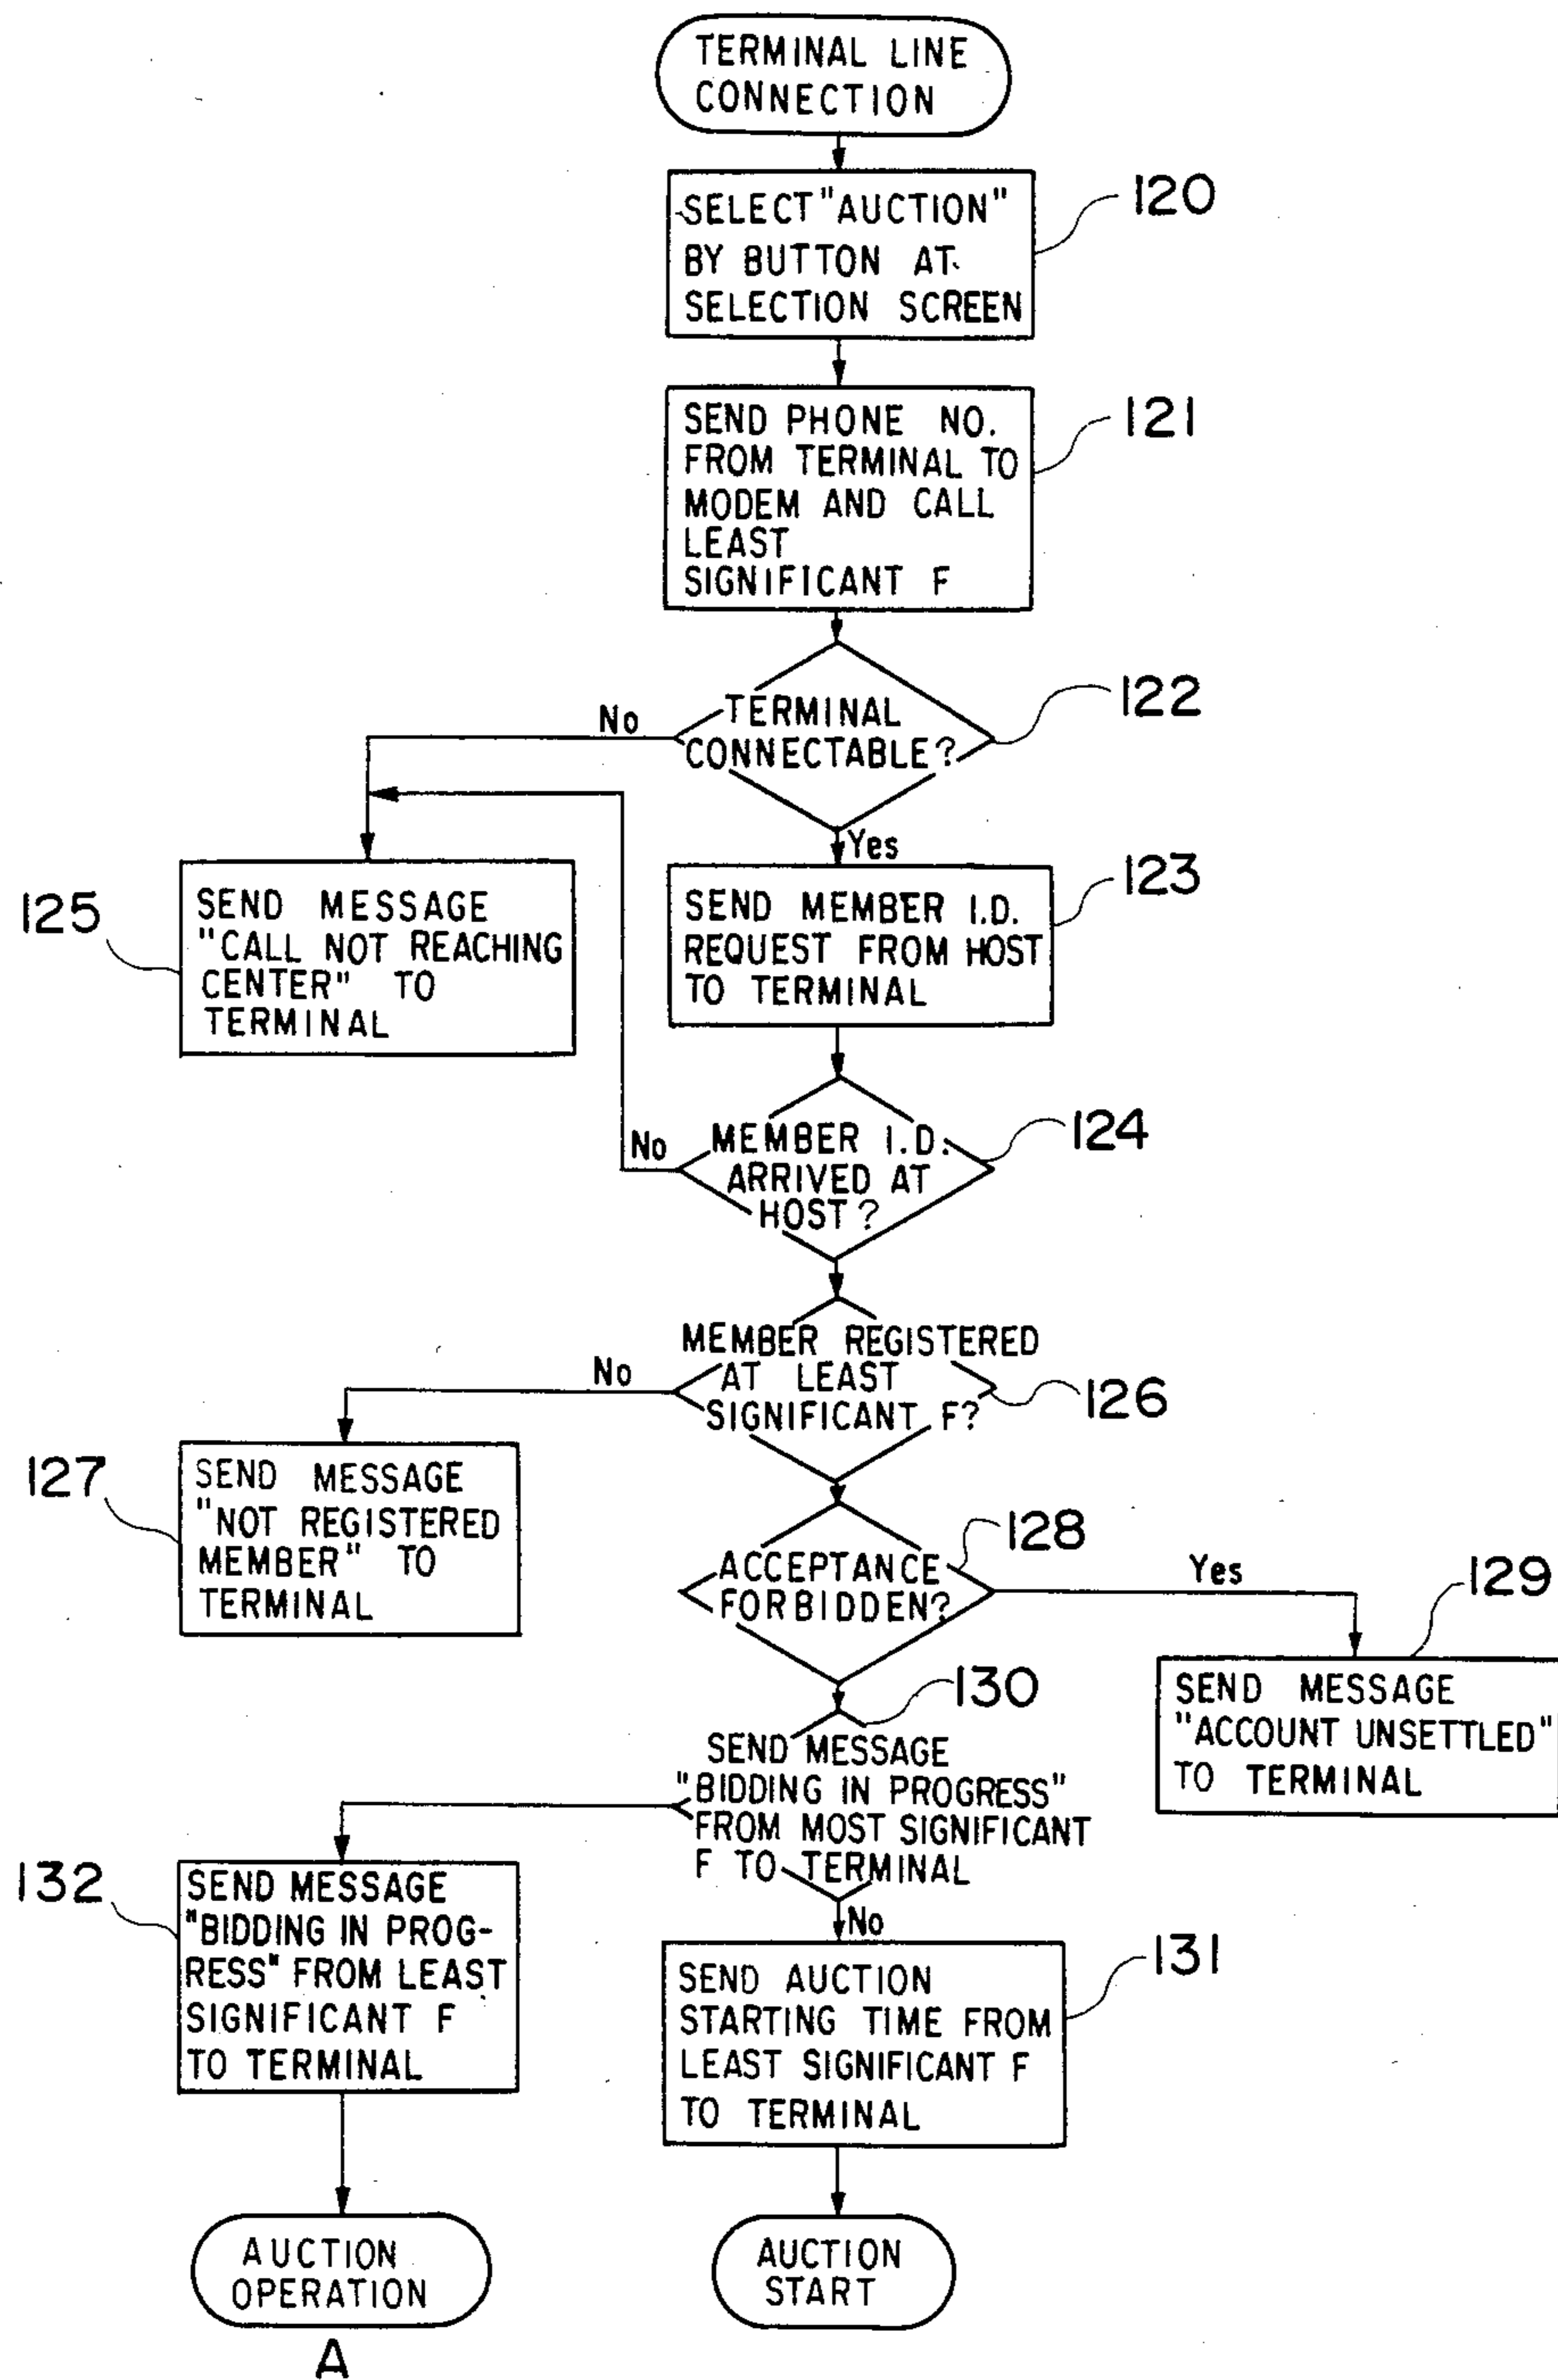 TERMINAL LINE
CONNECTION
SELECT "AUCTION"
BY BUTTON AT
SELECTION SCREEN
120
SEND PHONE NO.
FROM TERMINAL TO
MODEM AND CALL
LEAST
SIGNIFICANT F
121
TERMINAL
CONNECTABLE?
122
No
Yes
SEND MESSAGE
"CALL NOT REACHING
CENTER" TO
TERMINAL
125
SEND MEMBER I.D.
REQUEST FROM HOST
TO TERMINAL
123
MEMBER I.D.
ARRIVED AT
HOST?
124
No
MEMBER REGISTERED
AT LEAST
SIGNIFICANT F?
126
No
SEND MESSAGE
"NOT REGISTERED
MEMBER" TO
TERMINAL
127
ACCEPTANCE
FORBIDDEN?
128
Yes
129
SEND MESSAGE
"ACCOUNT UNSETTLED"
TO TERMINAL
130
SEND MESSAGE
"BIDDING IN PROGRESS"
FROM MOST SIGNIFICANT
F TO TERMINAL
No
132
SEND MESSAGE
"BIDDING IN PROG-
RESS" FROM LEAST
SIGNIFICANT F
TO TERMINAL
SEND AUCTION
STARTING TIME FROM
LEAST SIGNIFICANT F
TO TERMINAL
131
AUCTION
OPERATION
A
AUCTION
START